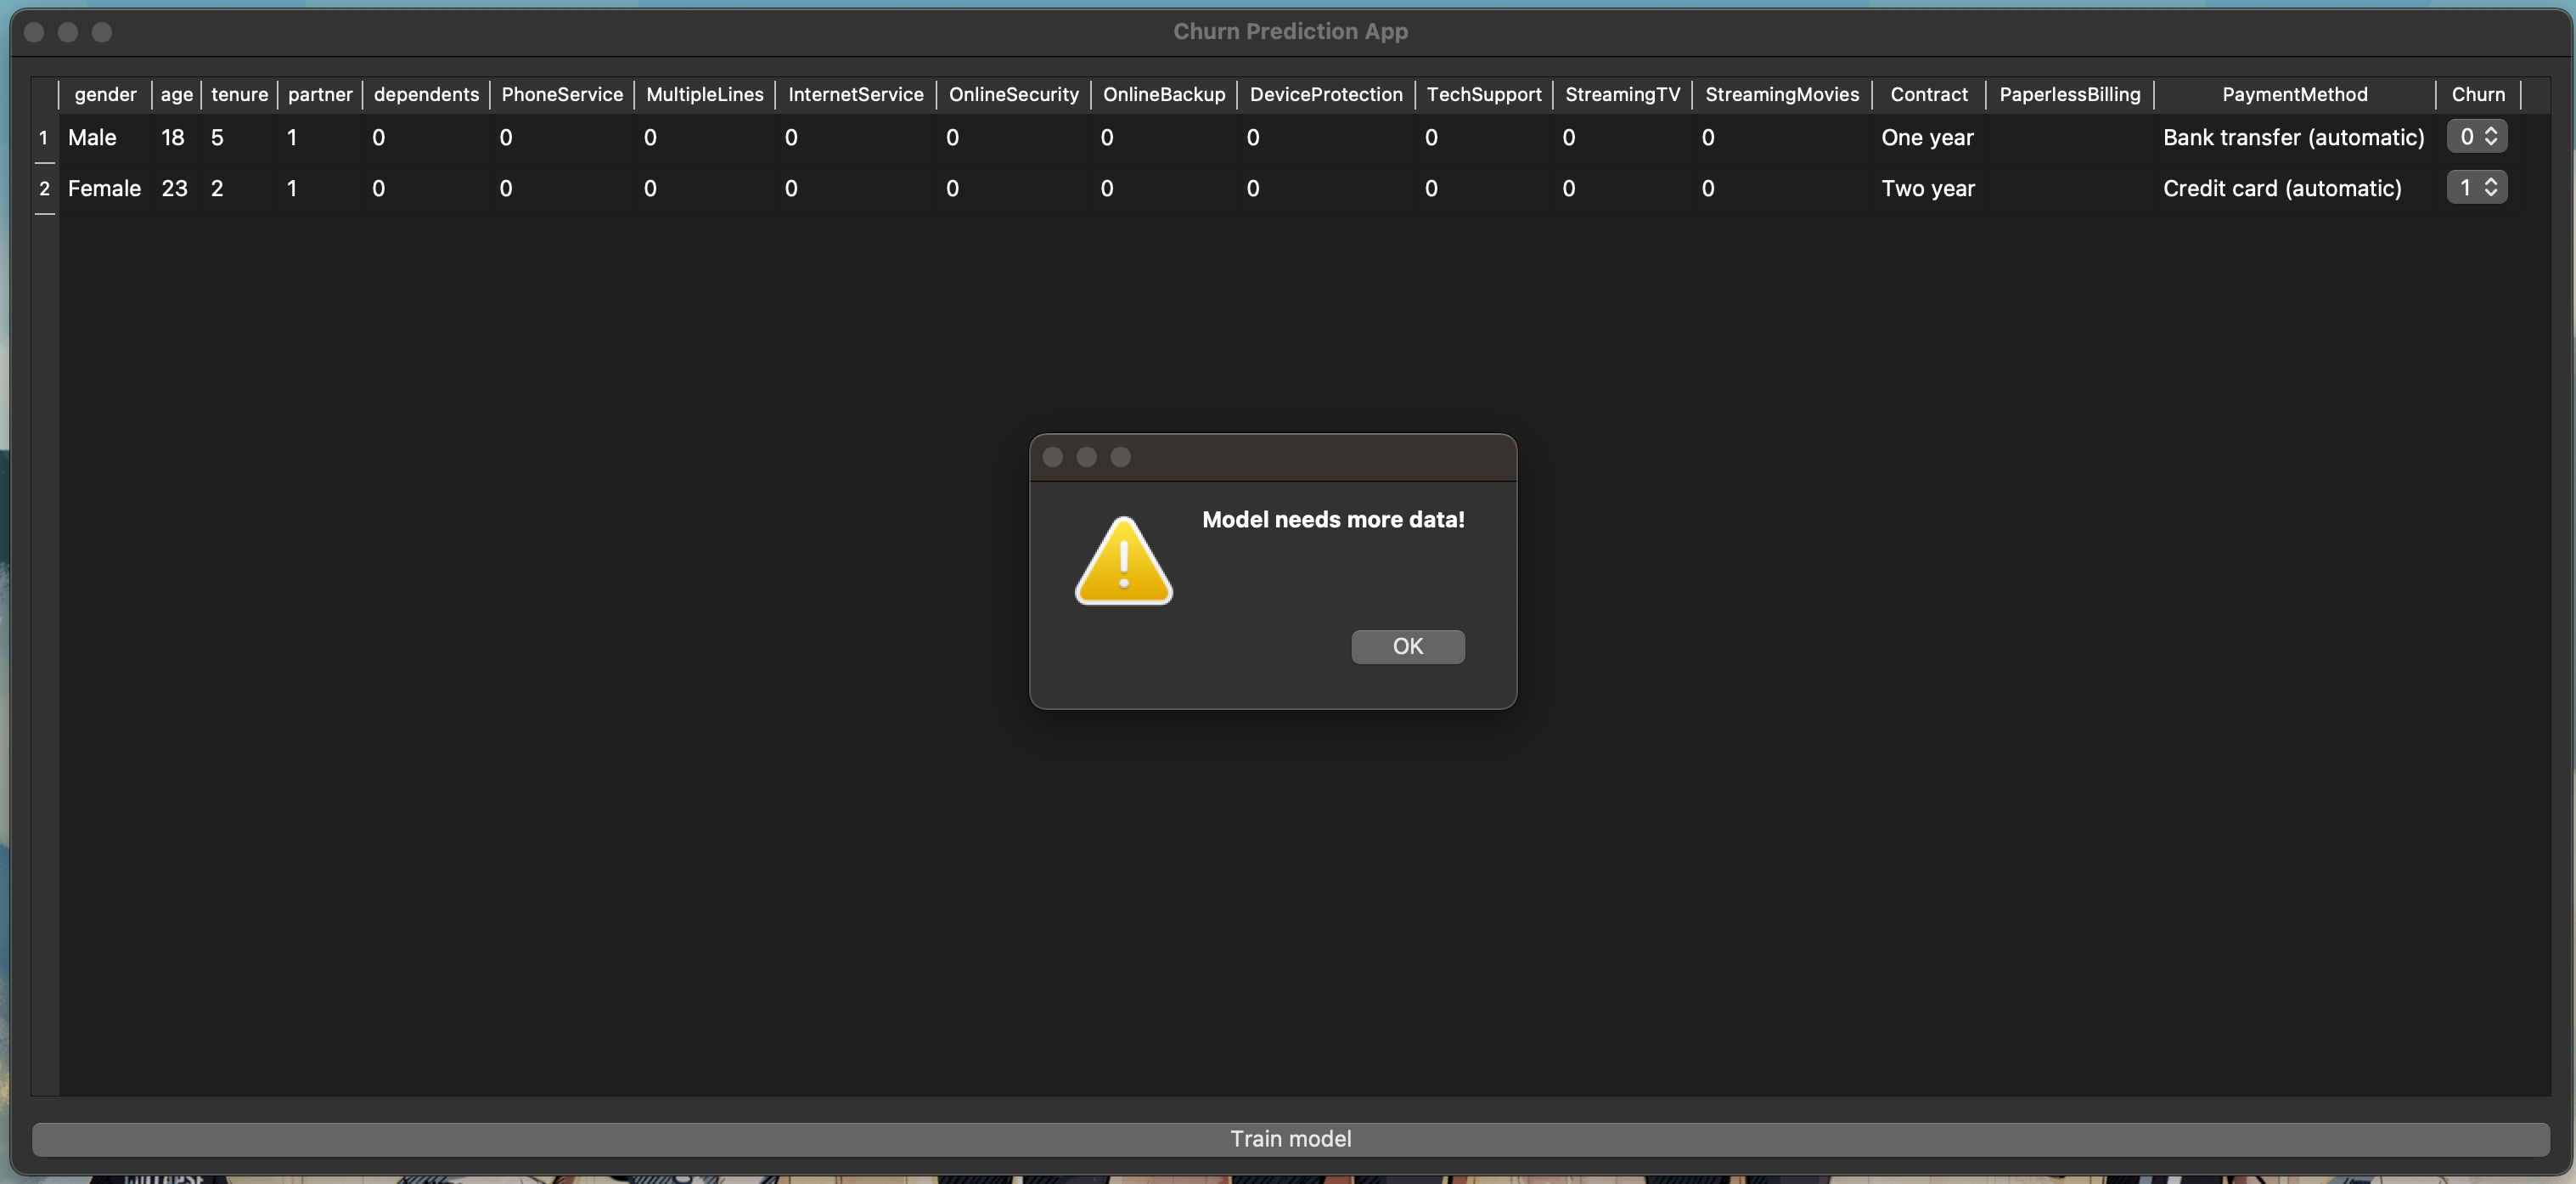 Churn Prediction App
gender age tenure partner dependents PhoneService MultipleLines InternetService OnlineSecurity OnlineBackup DeviceProtection TechSupport StreamingTV StreamingMovies Contract PaperlessBilling PaymentMethod Churn
1 Male 18 5 1 0 0 0 0 0 0 0 0 0 0 One year Bank transfer (automatic) 0
2 Female 23 2 1 0 0 0 0 0 0 0 0 0 0 Two year Credit card (automatic) 1
Model needs more data!
OK
Train model